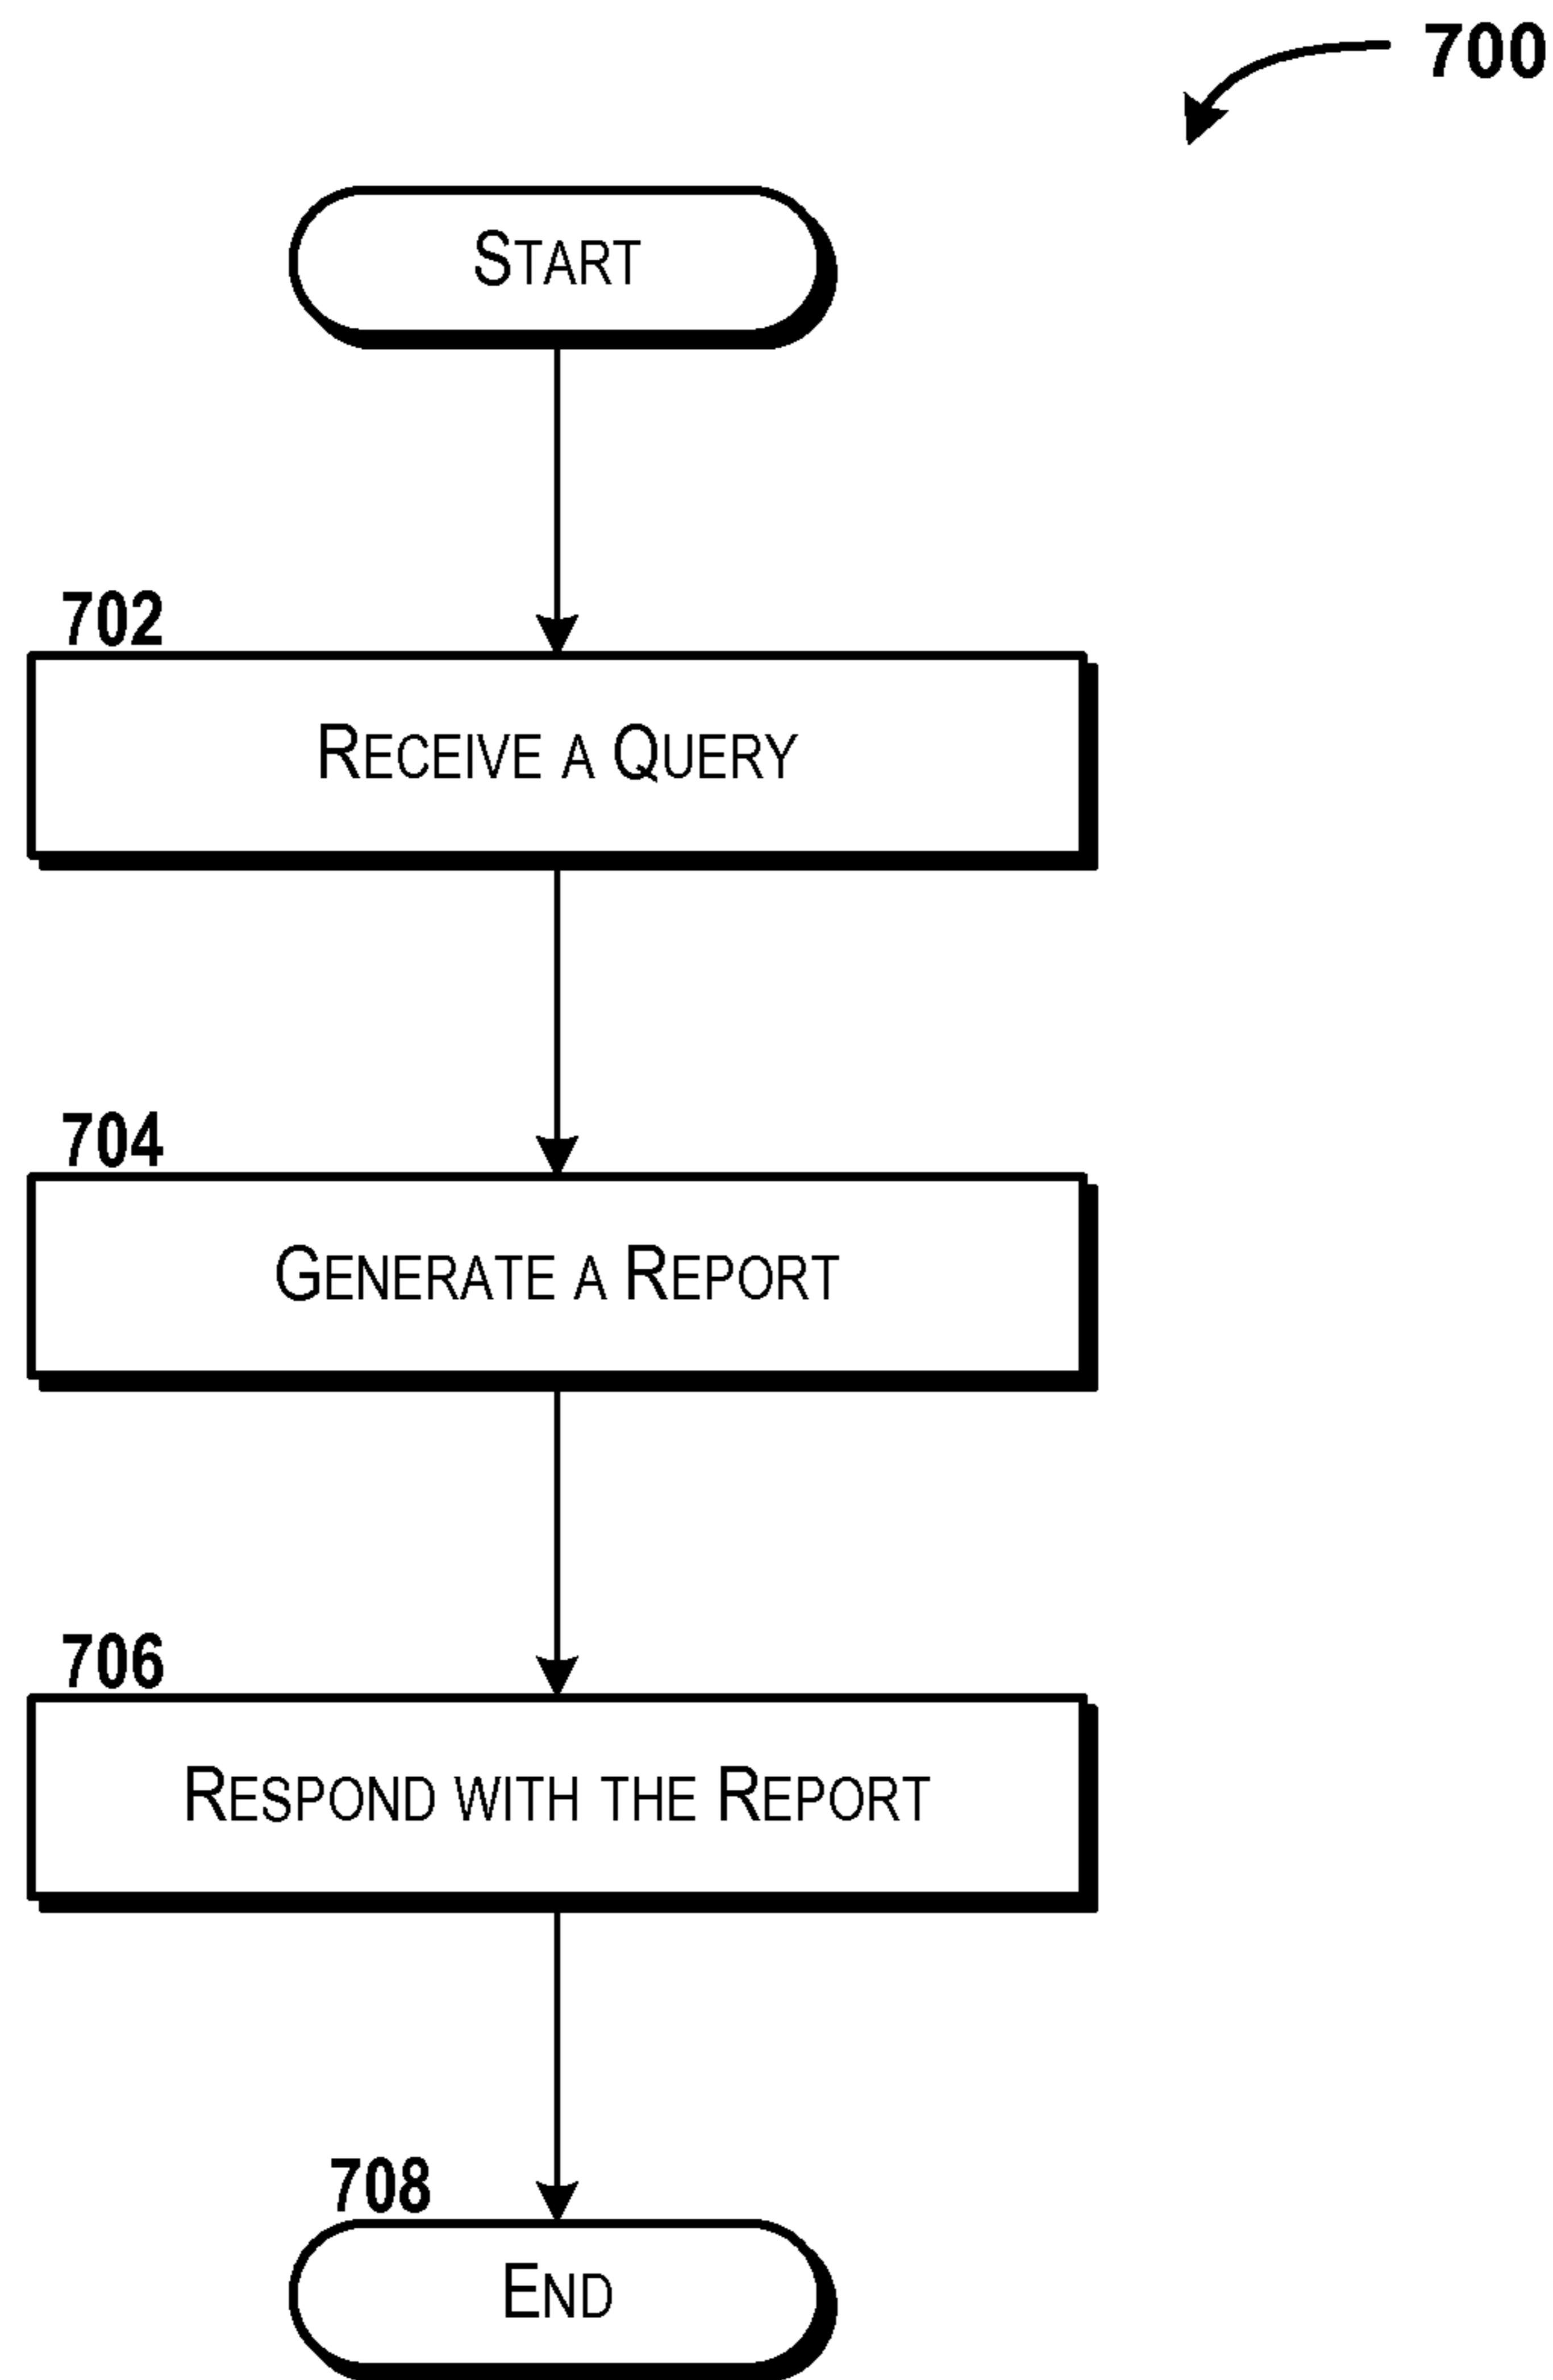 700
START
702
RECEIVE A QUERY
704
GENERATE A REPORT
706
RESPOND WITH THE REPORT
708
END